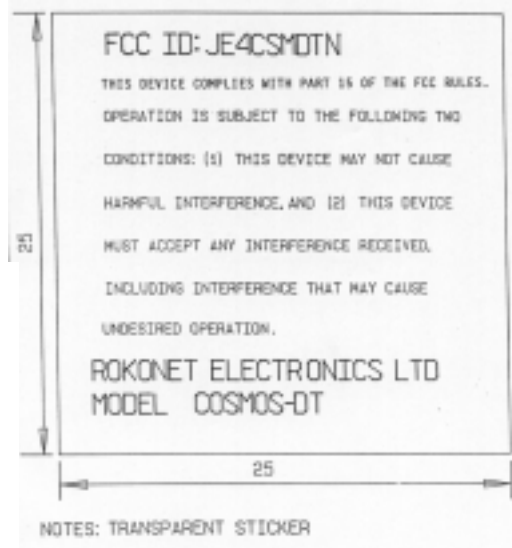 FCC ID: JE4CSMDTN
THIS DEVICE COMPLIES WITH PART 15 OF THE FCC RULES.
OPERATION IS SUBJECT TO THE FOLLOWING TWO
CONDITIONS: (1) THIS DEVICE MAY NOT CAUSE
HARMFUL INTERFERENCE, AND (2) THIS DEVICE
MUST ACCEPT ANY INTERFERENCE RECEIVED,
INCLUDING INTERFERENCE THAT MAY CAUSE
UNDESIRED OPERATION.
ROKONET ELECTRONICS LTD
MODEL COSMOS-DT
25
25
NOTES: TRANSPARENT STICKER